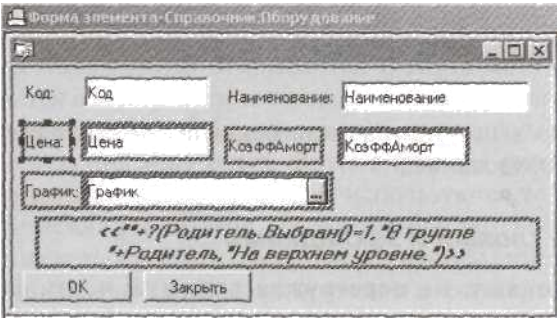 Форма элемента-Справочник.Оборудование
Код: Код Наименование: Наименование
Цена: Цена КоэффАморт КоэффАморт
График: График ...
<<""+?(Родитель.Выбран()=1,"В группе
"+Родитель,"На верхнем уровне.")>>
OK Закрыть